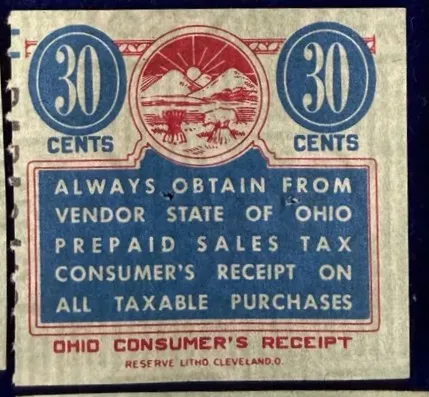 30 30
CENTS CENTS
ALWAYS OBTAIN FROM
VENDOR STATE OF OHIO
PREPAID SALES TAX
CONSUMER'S RECEIPT ON
ALL TAXABLE PURCHASES
OHIO CONSUMER'S RECEIPT
RESERVE LITHO. CLEVELAND,O.